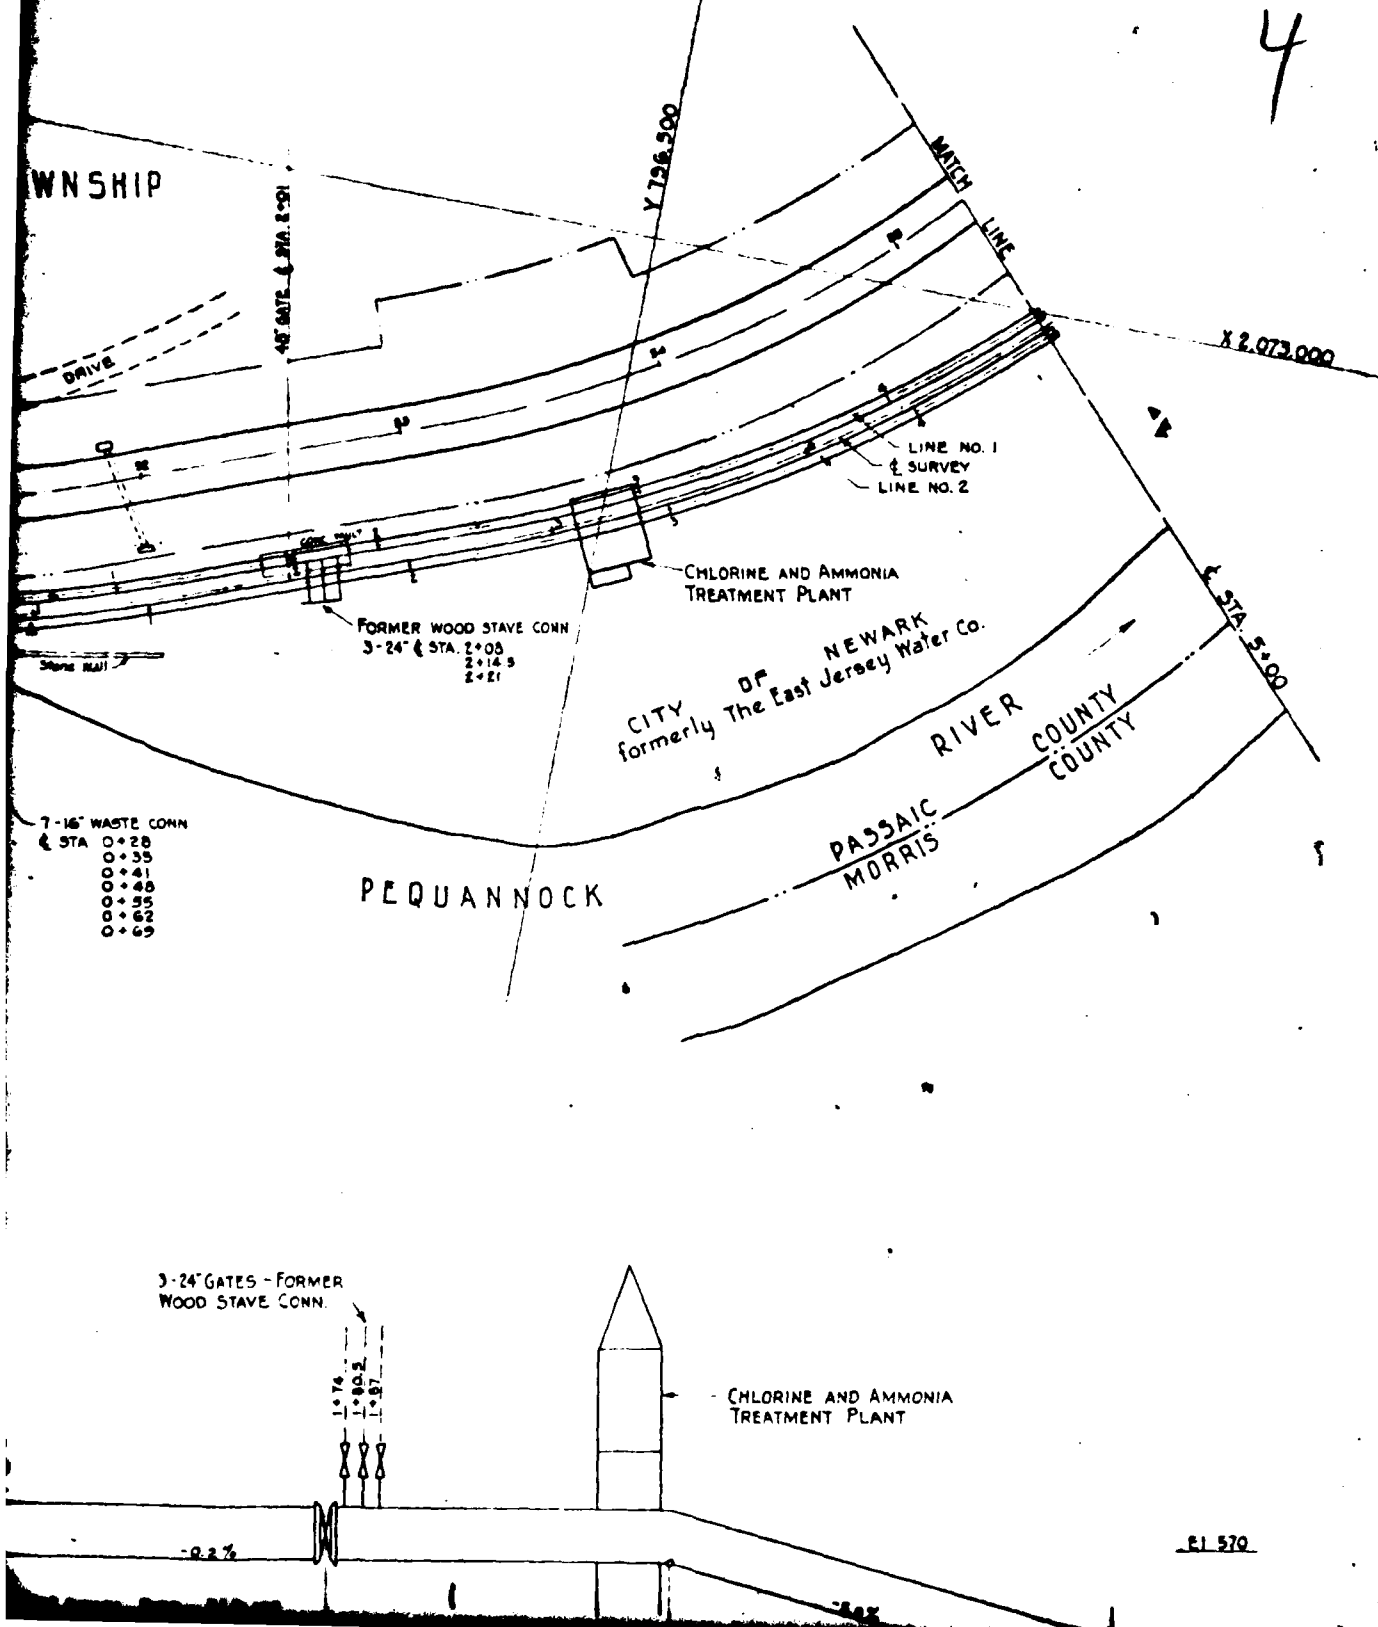 4
WNSHIP
48" GATE ℄ STA. 2+01
Y 796,500
MATCH
LINE
X 2,073,000
DRIVE
LINE NO. 1
℄ SURVEY
LINE NO. 2
CHLORINE AND AMMONIA
TREATMENT PLANT
FORMER WOOD STAVE CONN
3-24" ℄ STA. 2+08
2+14.5
2+21
Stone Wall
CITY OF NEWARK
formerly The East Jersey Water Co.
℄ STA. 5+00
RIVER
COUNTY
COUNTY
PASSAIC
MORRIS
7-16" WASTE CONN
℄ STA 0+28
0+35
0+41
0+48
0+55
0+62
0+69
PEQUANNOCK
3-24" GATES - FORMER
WOOD STAVE CONN.
1+74
1+80.5
1+87
CHLORINE AND AMMONIA
TREATMENT PLANT
-0.2%
El 570